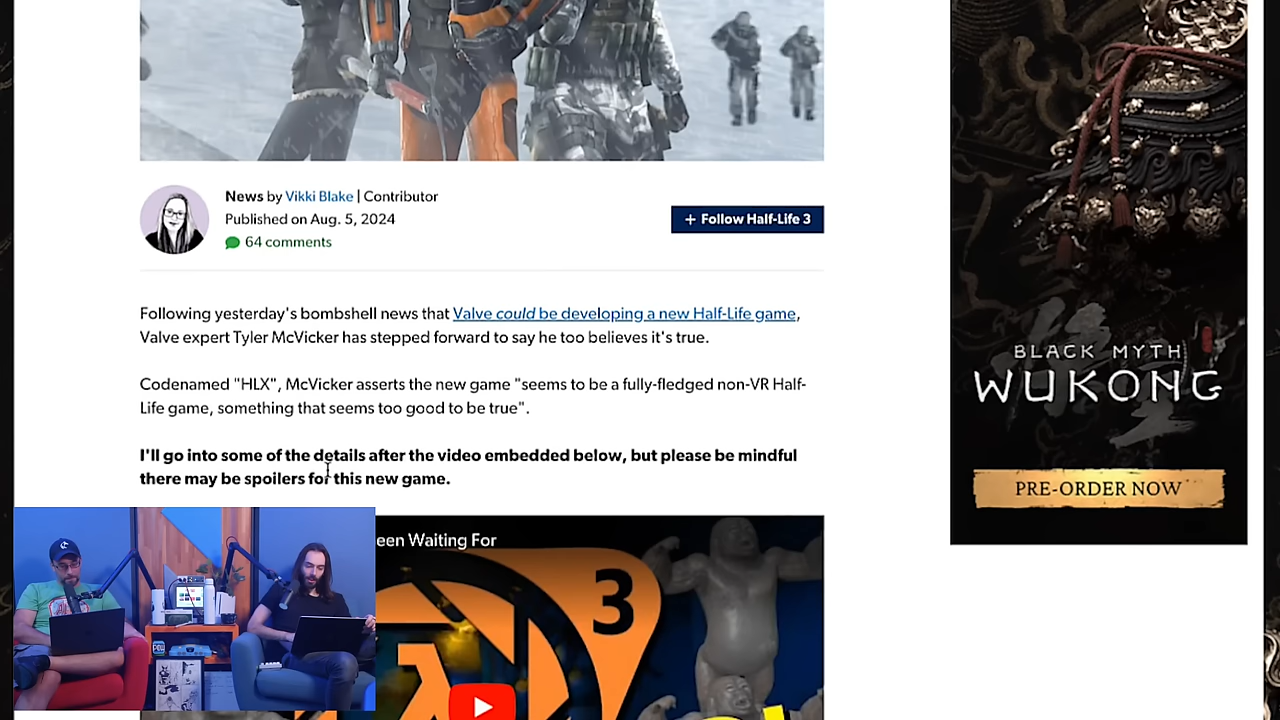 News by Vikki Blake | Contributor
Published on Aug. 5, 2024
64 comments
+ Follow Half-Life 3
Following yesterday's bombshell news that Valve could be developing a new Half-Life game,
Valve expert Tyler McVicker has stepped forward to say he too believes it's true.
Codenamed "HLX", McVicker asserts the new game "seems to be a fully-fledged non-VR Half-
Life game, something that seems too good to be true".
I'll go into some of the details after the video embedded below, but please be mindful
there may be spoilers for this new game.
een Waiting For
3
BLACK MYTH
WUKONG
PRE-ORDER NOW